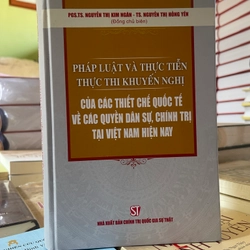 PGS.TS. NGUYỄN THỊ KIM NGÂN - TS. NGUYỄN THỊ HỒNG YẾN
(Đồng chủ biên)
PHÁP LUẬT VÀ THỰC TIỄN
THỰC THI KHUYẾN NGHỊ
CỦA CÁC THIẾT CHẾ QUỐC TẾ
VỀ CÁC QUYỀN DÂN SỰ, CHÍNH TRỊ
TẠI VIỆT NAM HIỆN NAY
ST
NHÀ XUẤT BẢN CHÍNH TRỊ QUỐC GIA SỰ THẬT